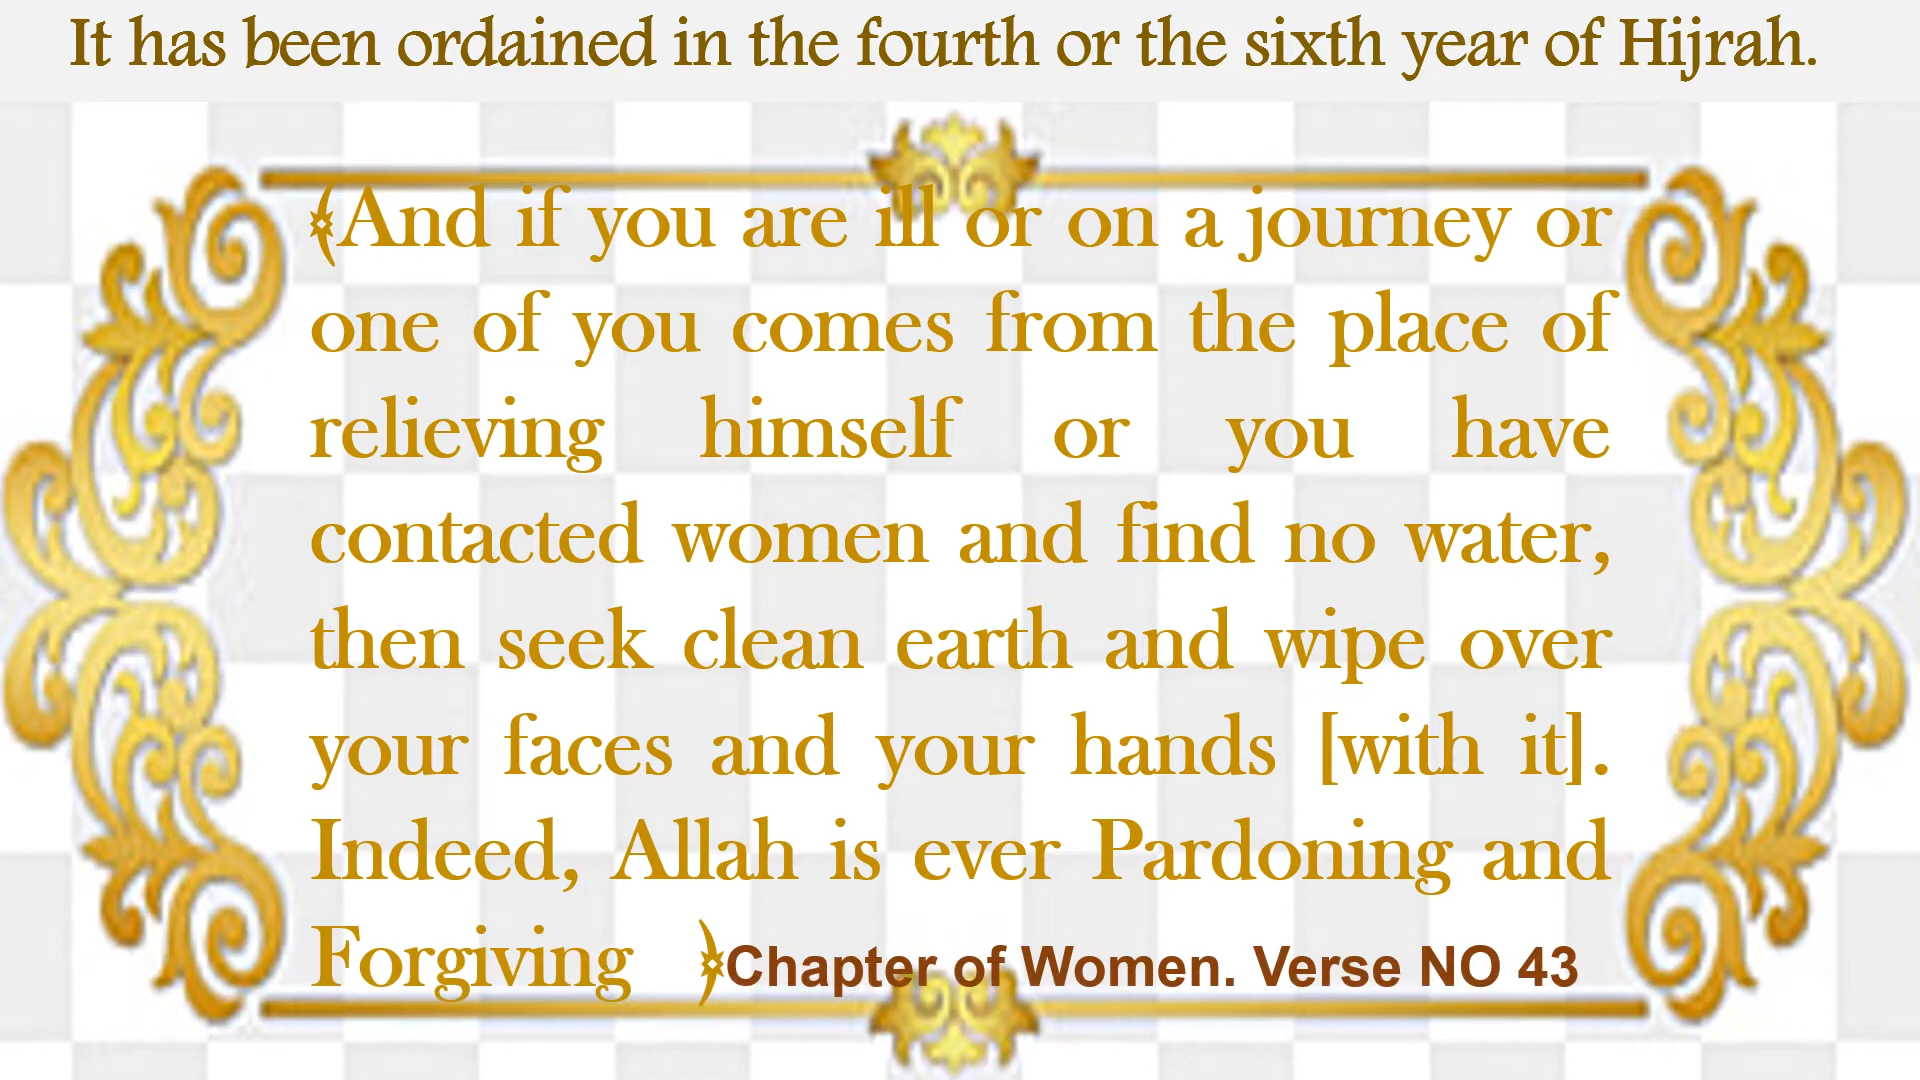 It has been ordained in the fourth or the sixth year of Hijrah.
﴾And if you are ill or on a journey or
one of you comes from the place of
relieving himself or you have
contacted women and find no water,
then seek clean earth and wipe over
your faces and your hands [with it].
Indeed, Allah is ever Pardoning and
Forgiving ﴿Chapter of Women. Verse NO 43